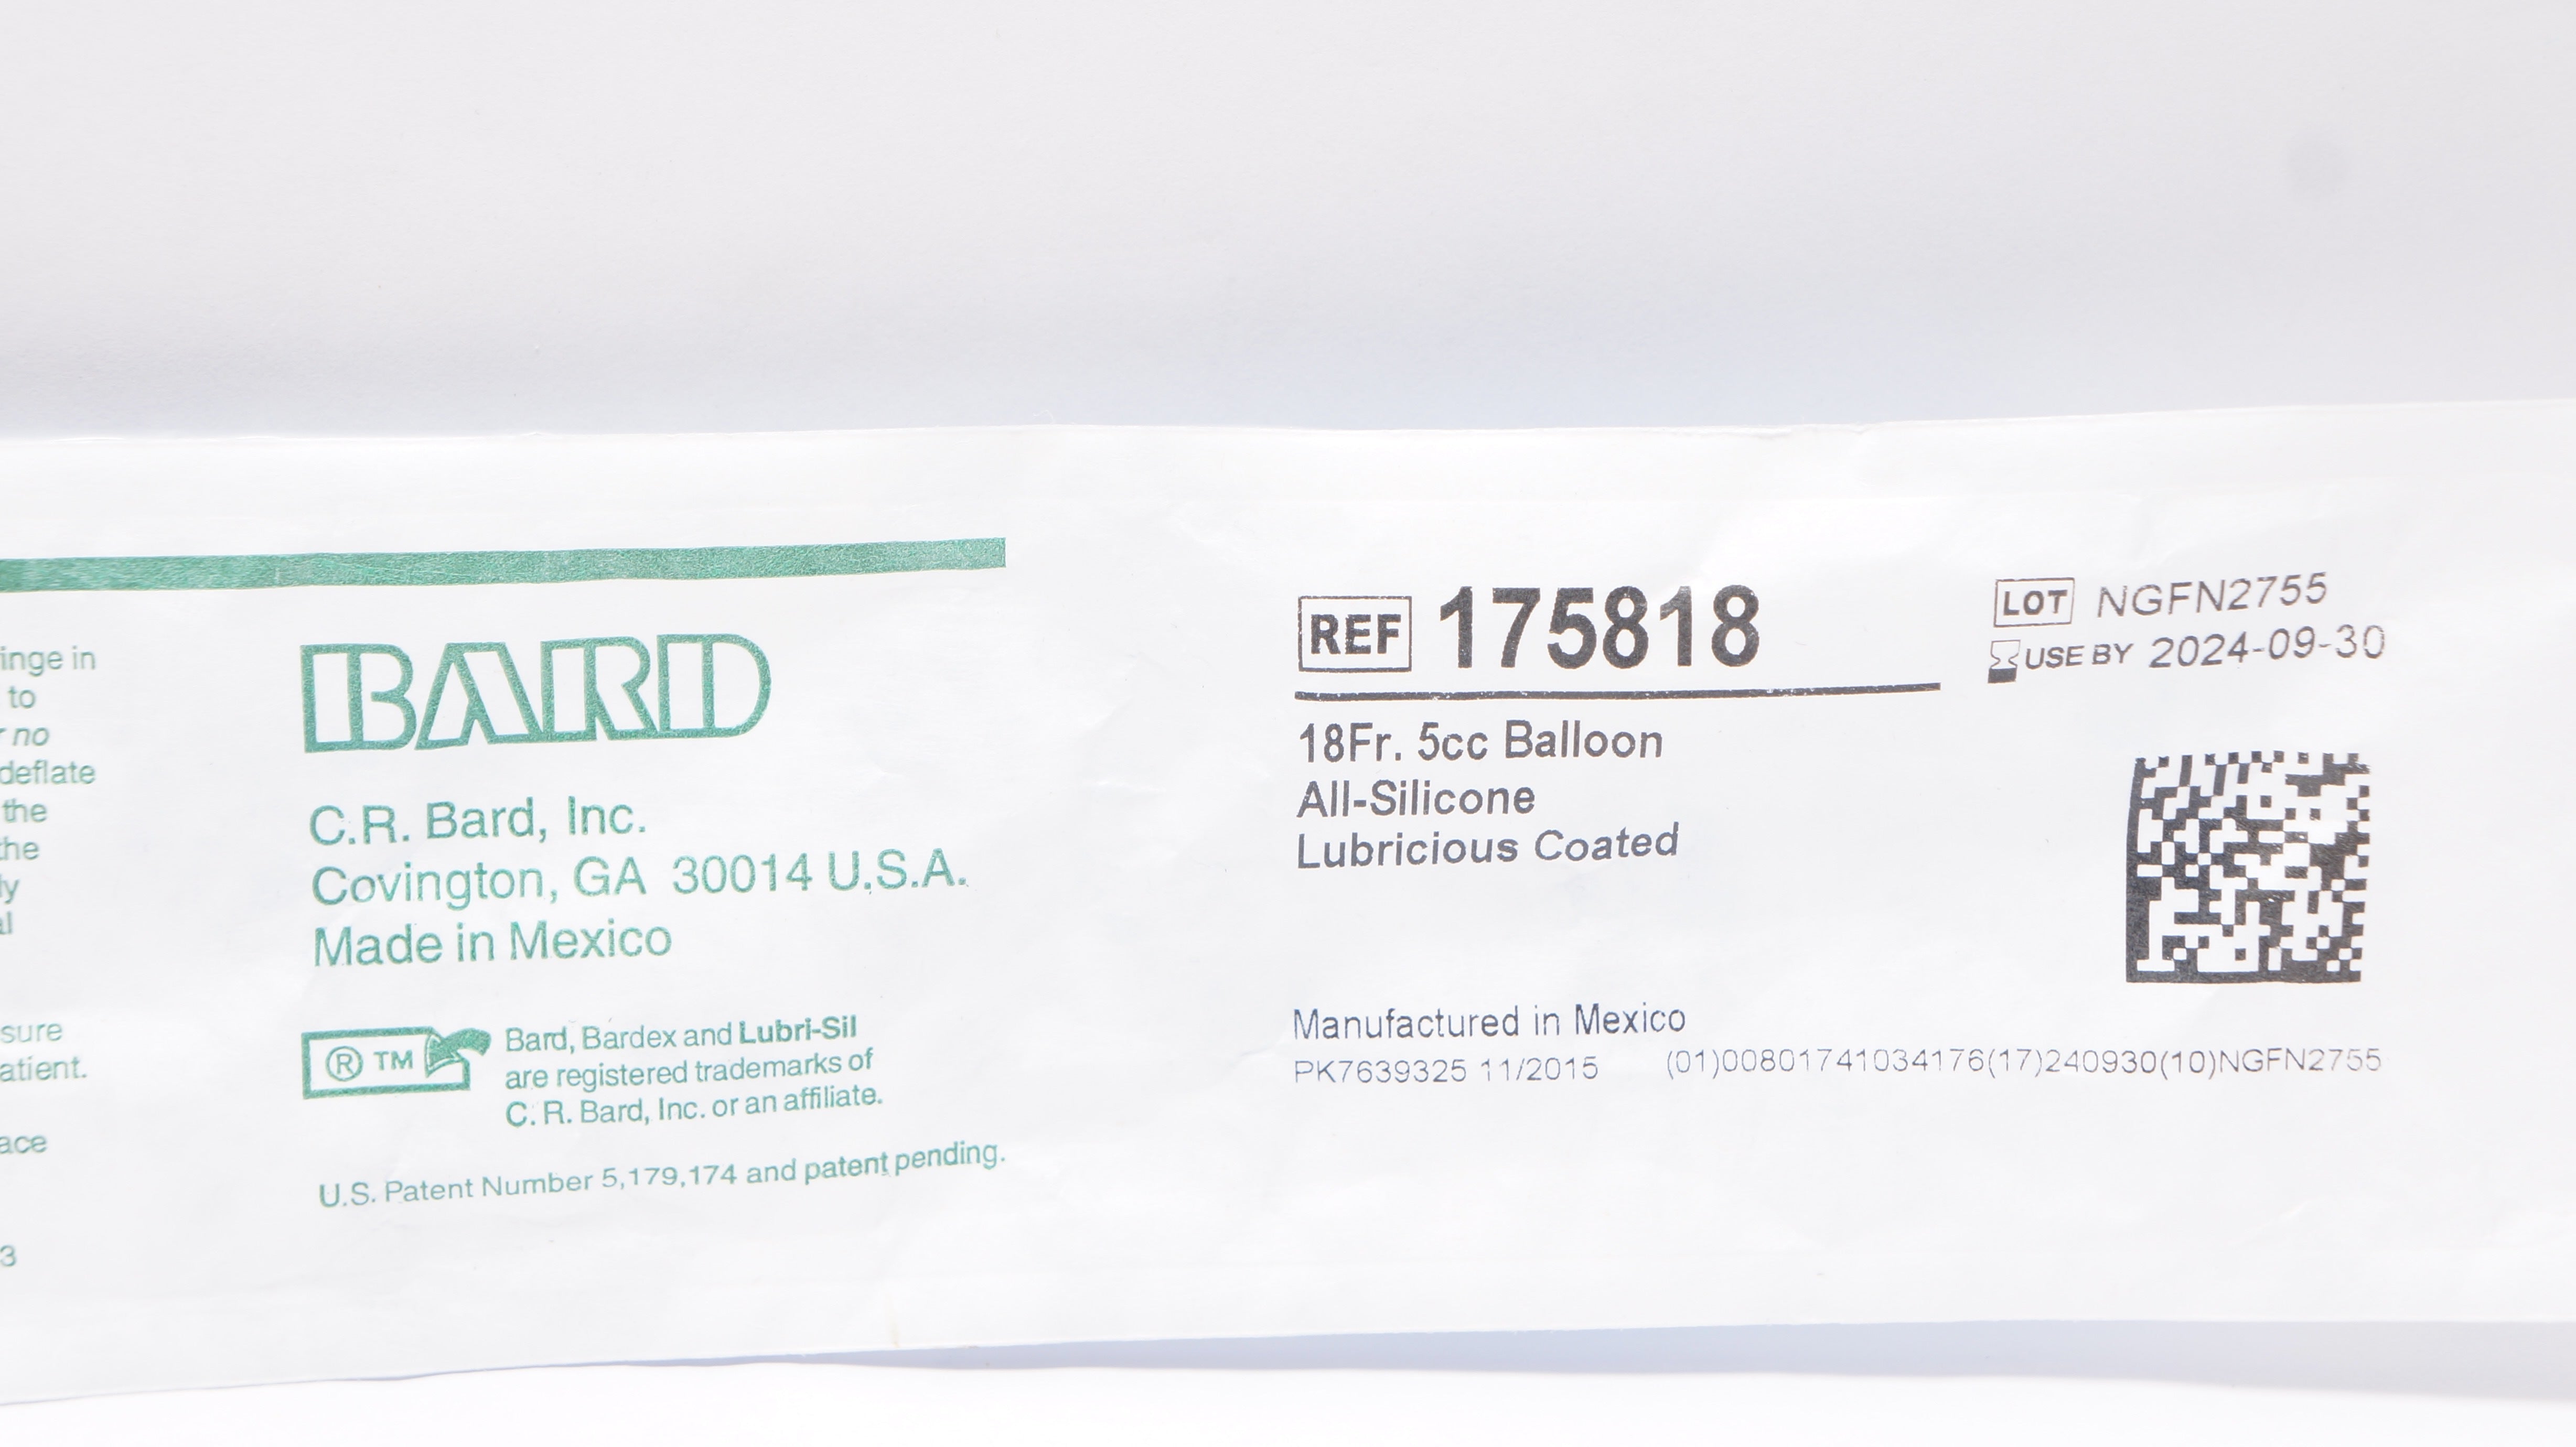 inge in
to
r no
deflate
the
the
ly
al
sure
atient.
ace
3
BARD
C.R. Bard, Inc.
Covington, GA 30014 U.S.A.
Made in Mexico
® TM
Bard, Bardex and Lubri-Sil
are registered trademarks of
C. R. Bard, Inc. or an affiliate.
U.S. Patent Number 5,179,174 and patent pending.
REF 175818
18Fr. 5cc Balloon
All-Silicone
Lubricious Coated
LOT NGFN2755
USE BY 2024-09-30
Manufactured in Mexico
PK7639325 11/2015 (01)00801741034176(17)240930(10)NGFN2755